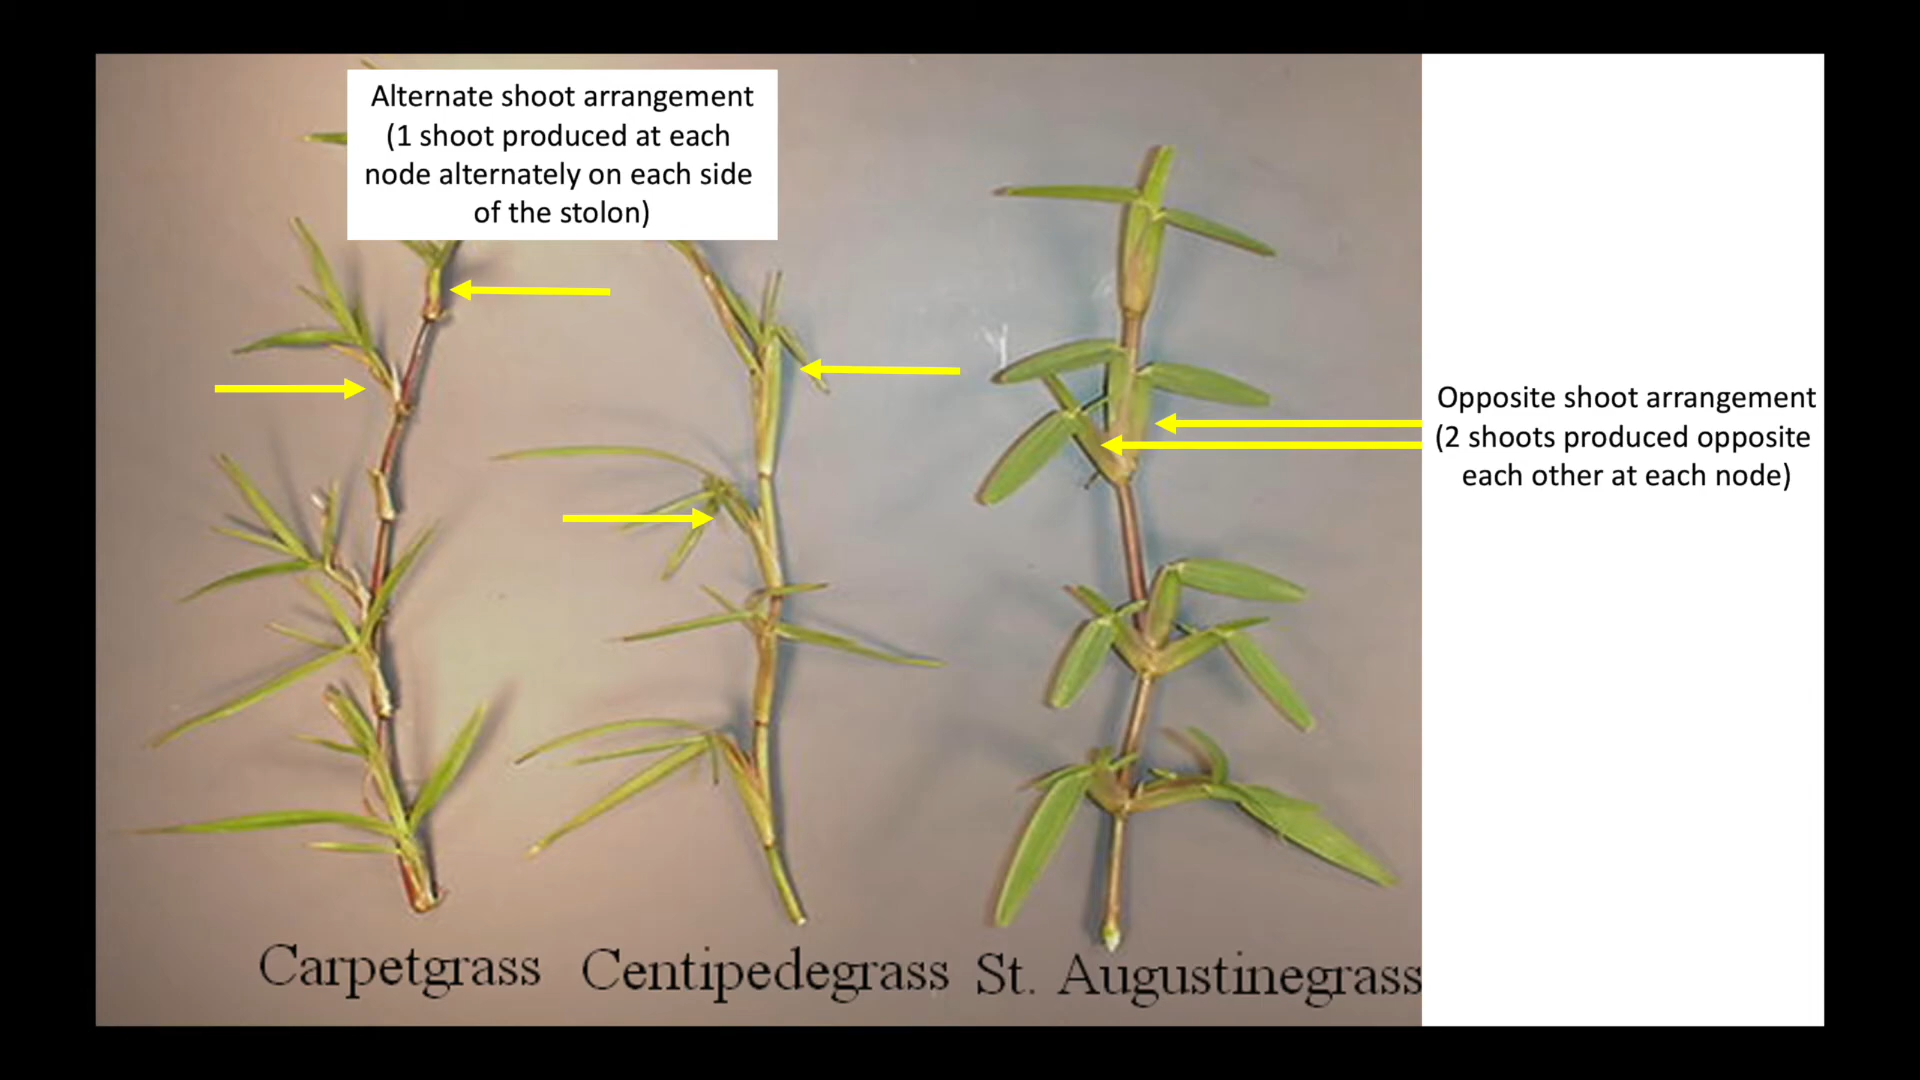 Alternate shoot arrangement
(1 shoot produced at each
node alternately on each side
of the stolon)
Opposite shoot arrangement
(2 shoots produced opposite
each other at each node)
Carpetgrass
Centipedegrass
St. Augustinegrass